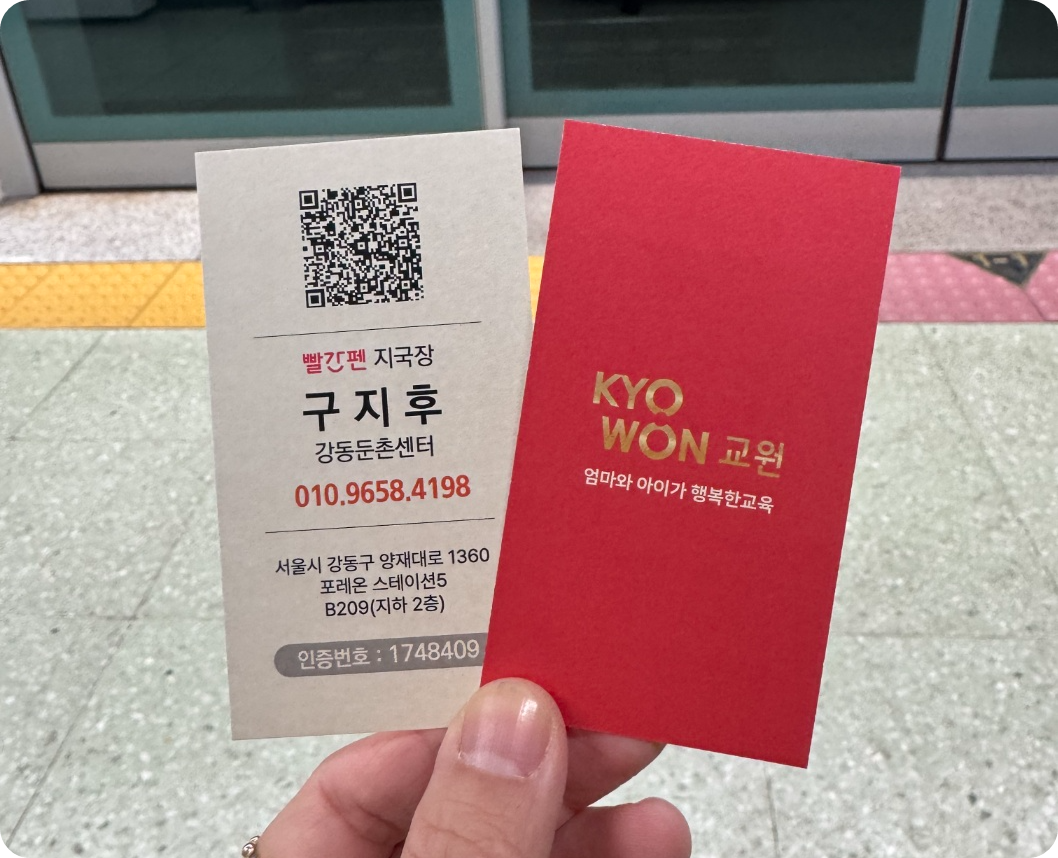 빨간펜 지국장
구지후
강동둔촌센터
010.9658.4198
서울시 강동구 양재대로 1360
포레온 스테이션5
B209(지하 2층)
인증번호 : 1748409
KYO
WON 교원
엄마와 아이가 행복한교육
1-1